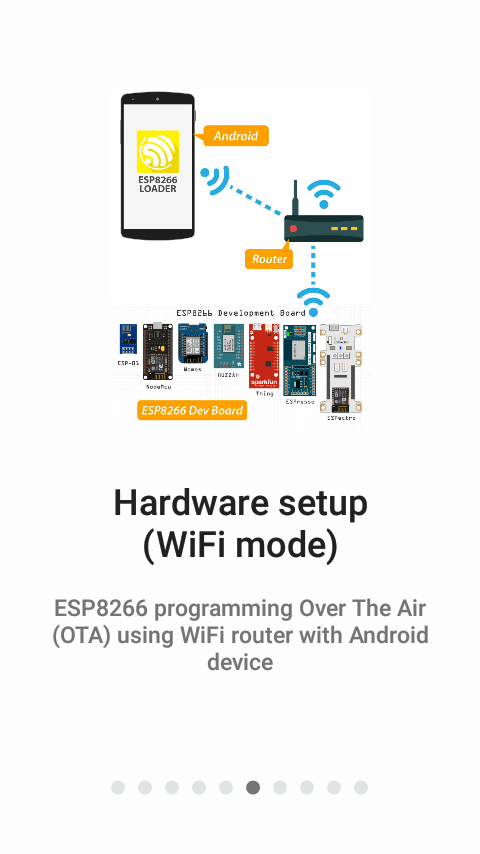 ESP8266
LOADER
Android
Router
ESP8266 Development Board
ESP-01
NodeMcu
Wemos
HUZZAH
sparkfun
Thing
ESPresso
ESPectro
ESP8266 Dev Board
Hardware setup
(WiFi mode)
ESP8266 programming Over The Air
(OTA) using WiFi router with Android
device